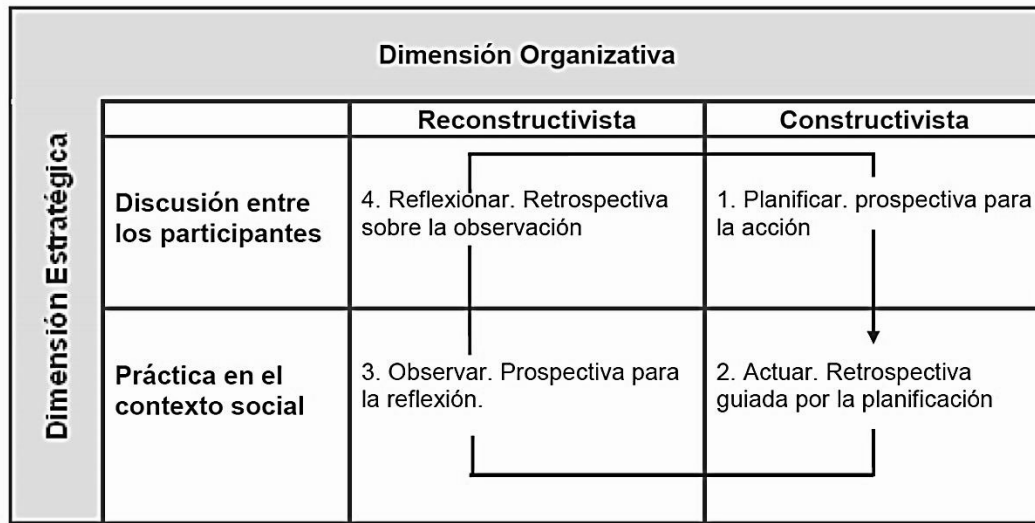 Dimensión Organizativa
Dimensión Estratégica
Reconstructivista
Constructivista
Discusión entre
los participantes
4. Reflexionar. Retrospectiva
sobre la observación
1. Planificar. prospectiva para
la acción
Práctica en el
contexto social
3. Observar. Prospectiva para
la reflexión.
2. Actuar. Retrospectiva
guiada por la planificación